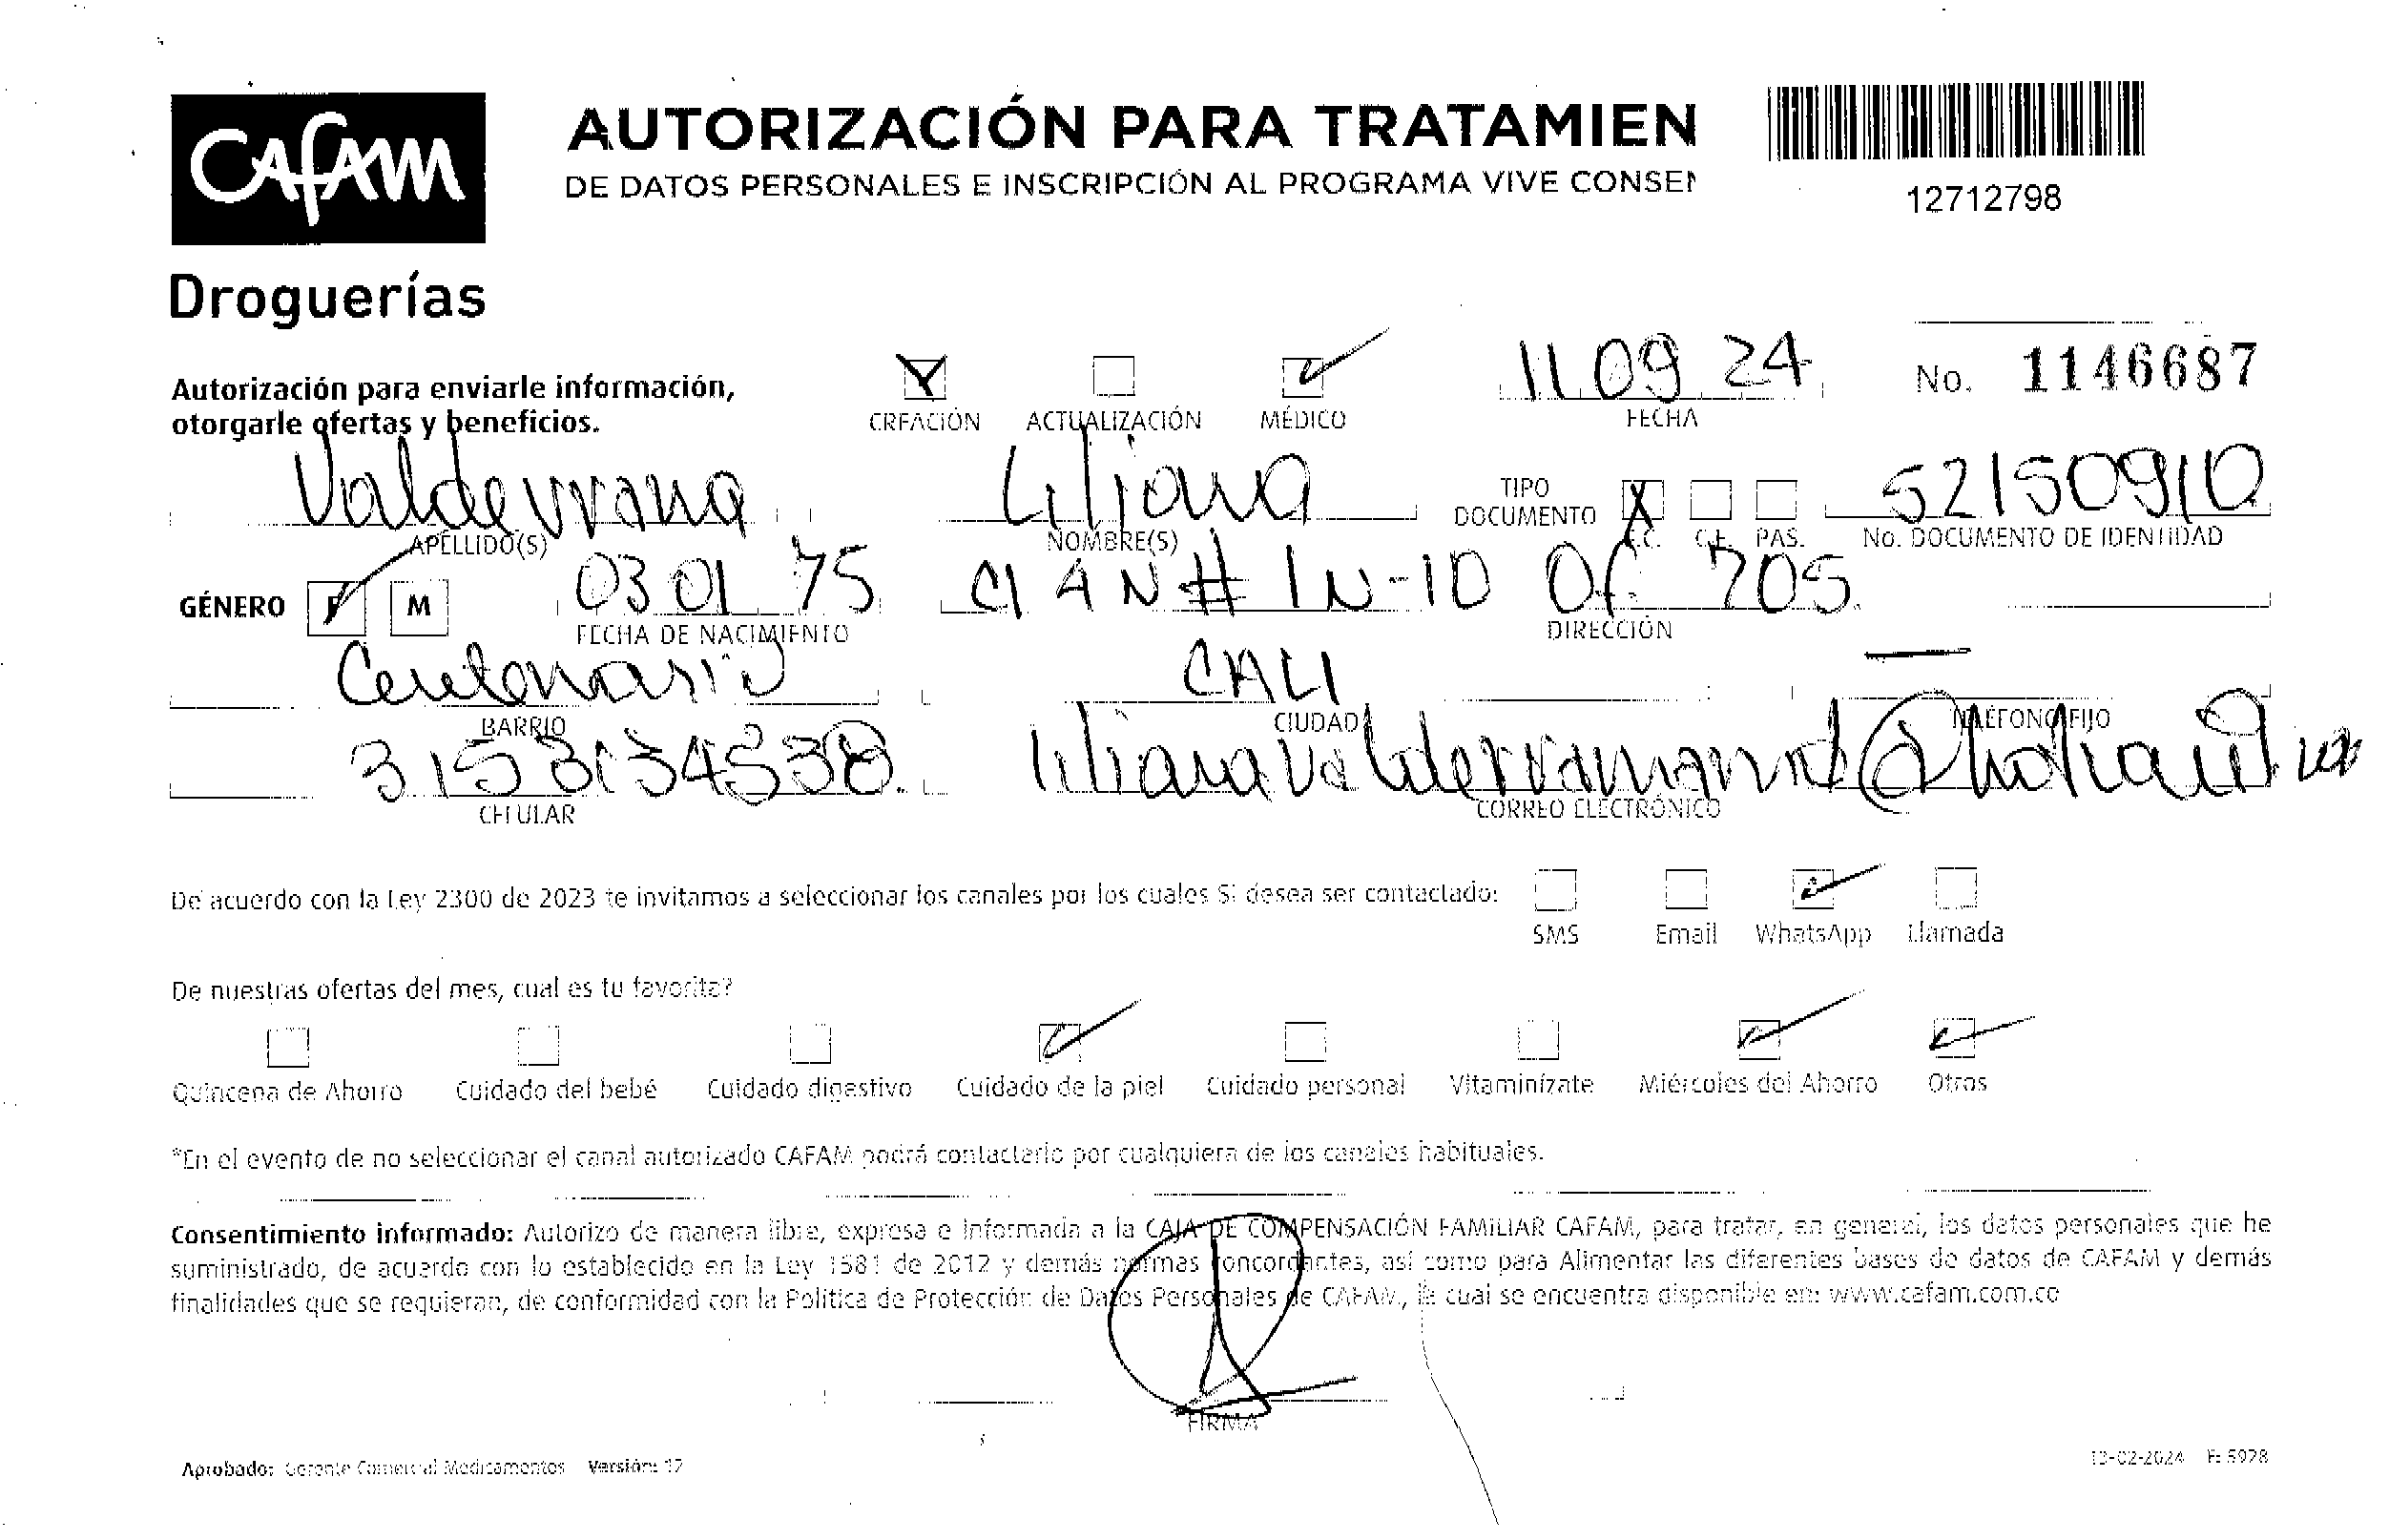 CAFAM
AUTORIZACIÓN PARA TRATAMIEN
DE DATOS PERSONALES E INSCRIPCIÓN AL PROGRAMA VIVE CONSEN
12712798
Droguerías
Autorización para enviarle información,
otorgarle ofertas y beneficios.
CREACIÓN ACTUALIZACIÓN MÉDICO
11 09 24
FECHA
No. 1146687
Valderrama Liliana
APELLIDO(S) NOMBRE(S)
TIPO
DOCUMENTO X C.C. C.E. PAS.
52150910
No. DOCUMENTO DE IDENTIDAD
GÉNERO F M 03 01 75 Cl 4 N # 1N-10 Of 705.
FECHA DE NACIMIENTO DIRECCIÓN
Centenario CALI —
BARRIO CIUDAD TELÉFONO FIJO
CELULAR CORREO ELECTRÓNICO
De acuerdo con la Ley 2300 de 2023 te invitamos a seleccionar los canales por los cuales Si desea ser contactado:
SMS Email WhatsApp Llamada
De nuestras ofertas del mes, cual es tu favorita?
Quincena de Ahorro Cuidado del bebé Cuidado digestivo Cuidado de la piel Cuidado personal Vitaminízate Miércoles del Ahorro Otros
*En el evento de no seleccionar el canal autorizado CAFAM podrá contactarlo por cualquiera de los canales habituales.
Consentimiento informado: Autorizo de manera libre, expresa e informada a la CAJA DE COMPENSACIÓN FAMILIAR CAFAM, para tratar, en general, los datos personales que he
suministrado, de acuerdo con lo establecido en la Ley 1581 de 2012 y demás normas concordantes, así como para Alimentar las diferentes bases de datos de CAFAM y demás
finalidades que se requieran, de conformidad con la Política de Protección de Datos Personales de CAFAM, la cual se encuentra disponible en: www.cafam.com.co
FIRMA
Aprobado: Gerente Comercial Medicamentos Versión: 12
13-02-2024 F: 5928